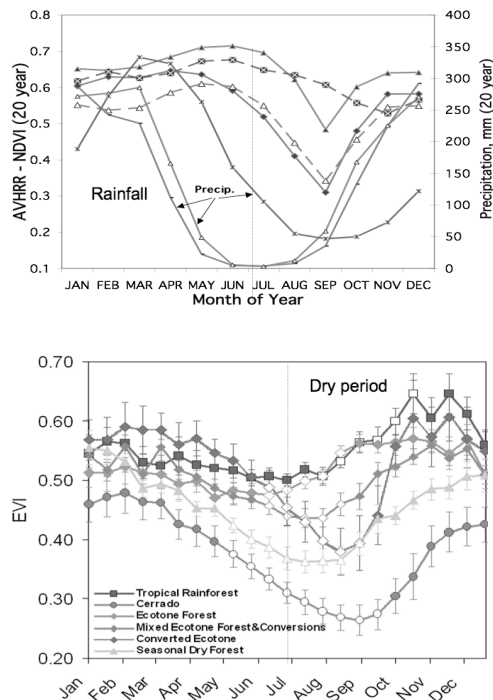 AVHRR - NDVI (20 year)
0.8
0.7
0.6
0.5
0.4
0.3
0.2
0.1
Rainfall
Precip.
400
350
300
250
200
150
100
50
0
Precipitation, mm (20 year)
JAN FEB MAR APR MAY JUN JUL AUG SEP OCT NOV DEC
Month of Year
EVI
0.70
0.60
0.50
0.40
0.30
0.20
Dry period
Tropical Rainforest
Cerrado
Ecotone Forest
Mixed Ecotone Forest&Conversions
Converted Ecotone
Seasonal Dry Forest
Jan Feb Mar Apr May Jun Jul Aug Sep Oct Nov Dec